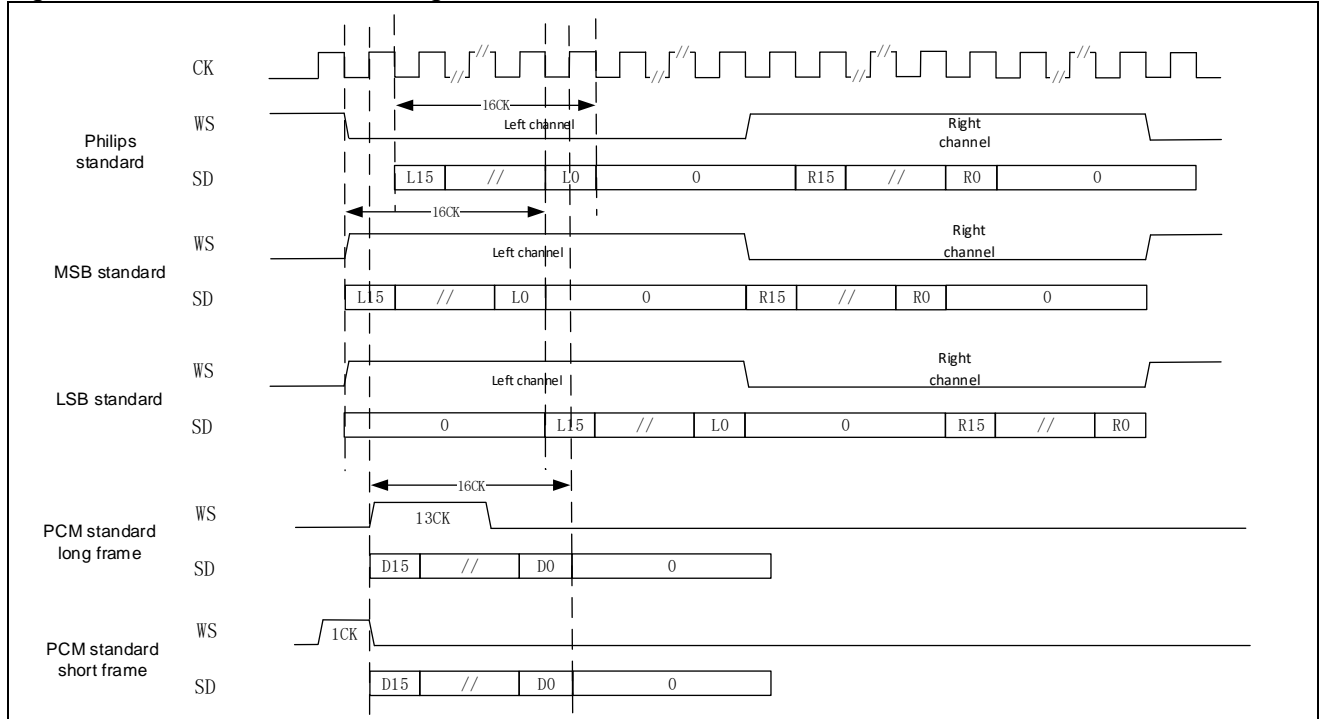 CK
// // // // // // // //
16CK
Philips
standard
WS
Left channel
Right
channel
SD
L15 // L0 0 R15 // R0 0
16CK
MSB standard
WS
Left channel
Right
channel
SD
L15 // L0 0 R15 // R0 0
LSB standard
WS
Left channel
Right
channel
SD
0 L15 // L0 0 R15 // R0
16CK
PCM standard
long frame
WS
13CK
SD
D15 // D0 0
PCM standard
short frame
WS
1CK
SD
D15 // D0 0